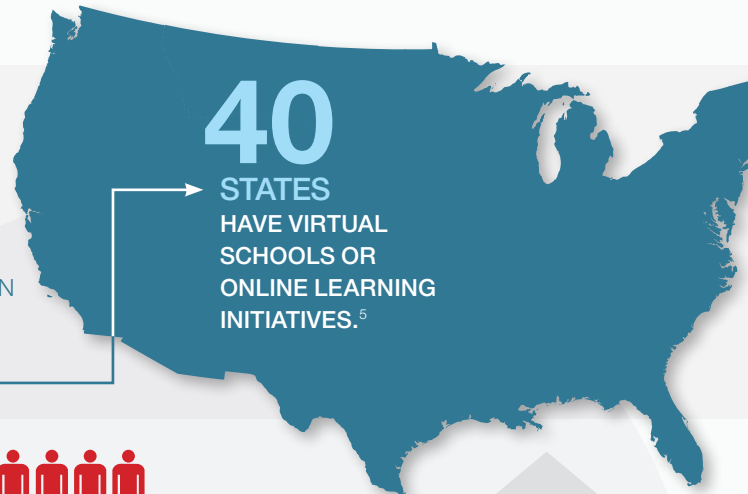 40
STATES
HAVE VIRTUAL
SCHOOLS OR
ONLINE LEARNING
INITIATIVES.5